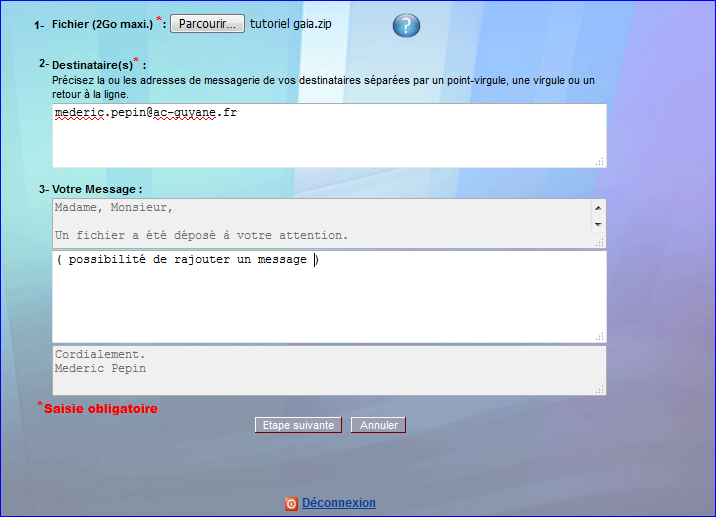 1- Fichier (2Go maxi.) * : Parcourir... tutoriel gaia.zip ?
2- Destinataire(s)* :
Précisez la ou les adresses de messagerie de vos destinataires séparées par un point-virgule, une virgule ou un
retour à la ligne.
mederic.pepin@ac-guyane.fr
3- Votre Message :
Madame, Monsieur,
Un fichier a été déposé à votre attention.
( possibilité de rajouter un message )
Cordialement.
Mederic Pepin
*Saisie obligatoire
Etape suivante Annuler
Déconnexion